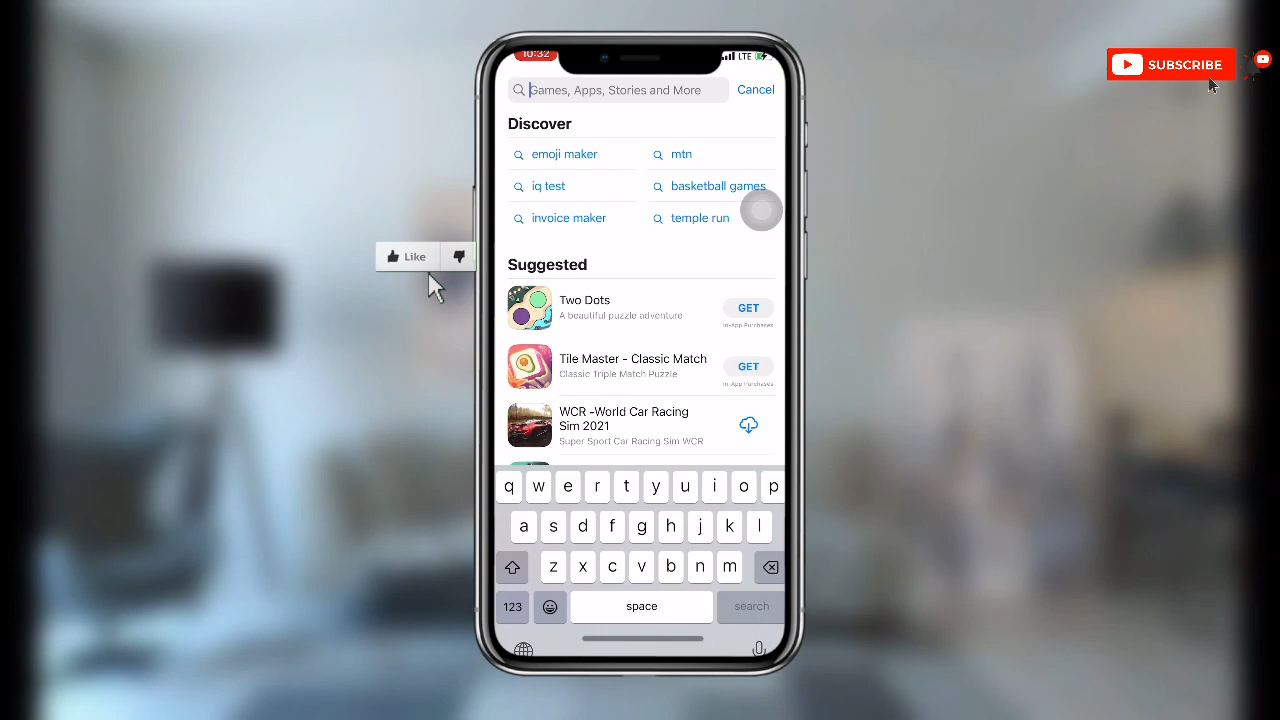 10:32
LTE
SUBSCRIBE
Games, Apps, Stories and More
Cancel
Discover
emoji maker
mtn
iq test
basketball games
invoice maker
temple run
Like
Suggested
Two Dots
A beautiful puzzle adventure
GET
In-App Purchases
Tile Master - Classic Match
Classic Triple Match Puzzle
GET
In-App Purchases
WCR -World Car Racing
Sim 2021
Super Sport Car Racing Sim WCR
q w e r t y u i o p
a s d f g h j k l
z x c v b n m
123
space
search